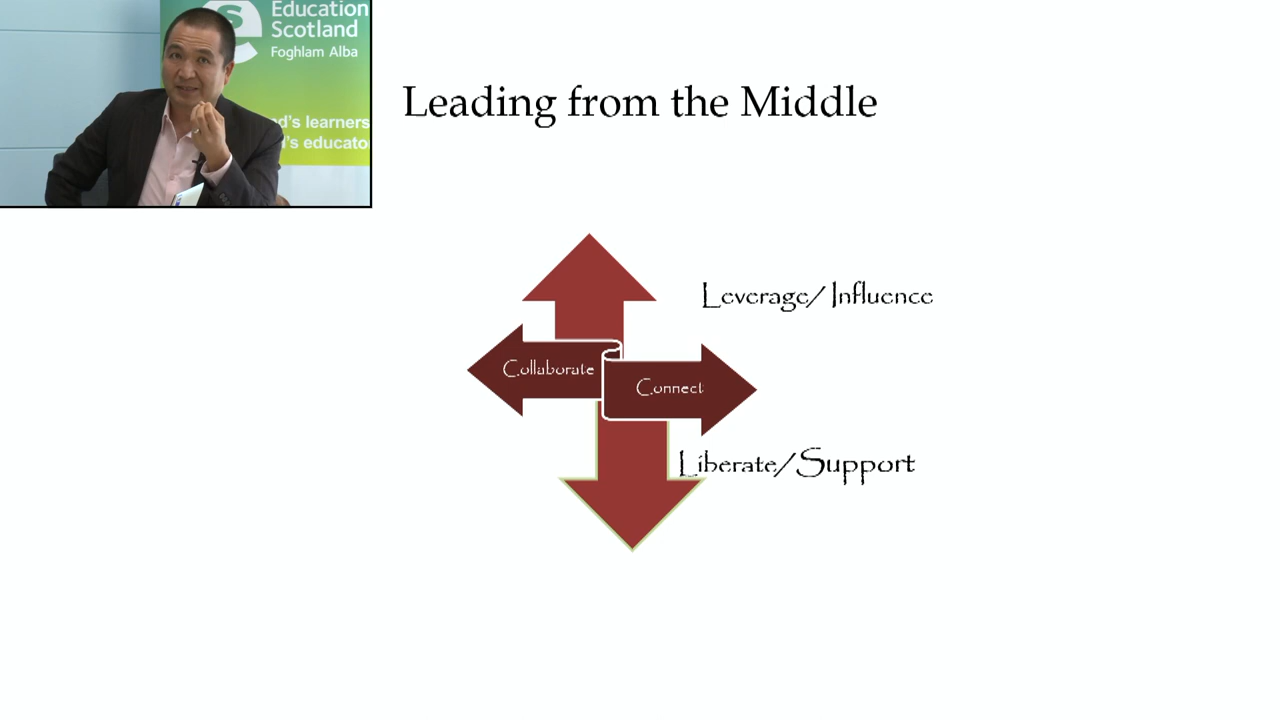 Education
Scotland
Foghlam Alba
d's learners
's educato
Leading from the Middle
Leverage/Influence
Collaborate
Connect
Liberate/Support